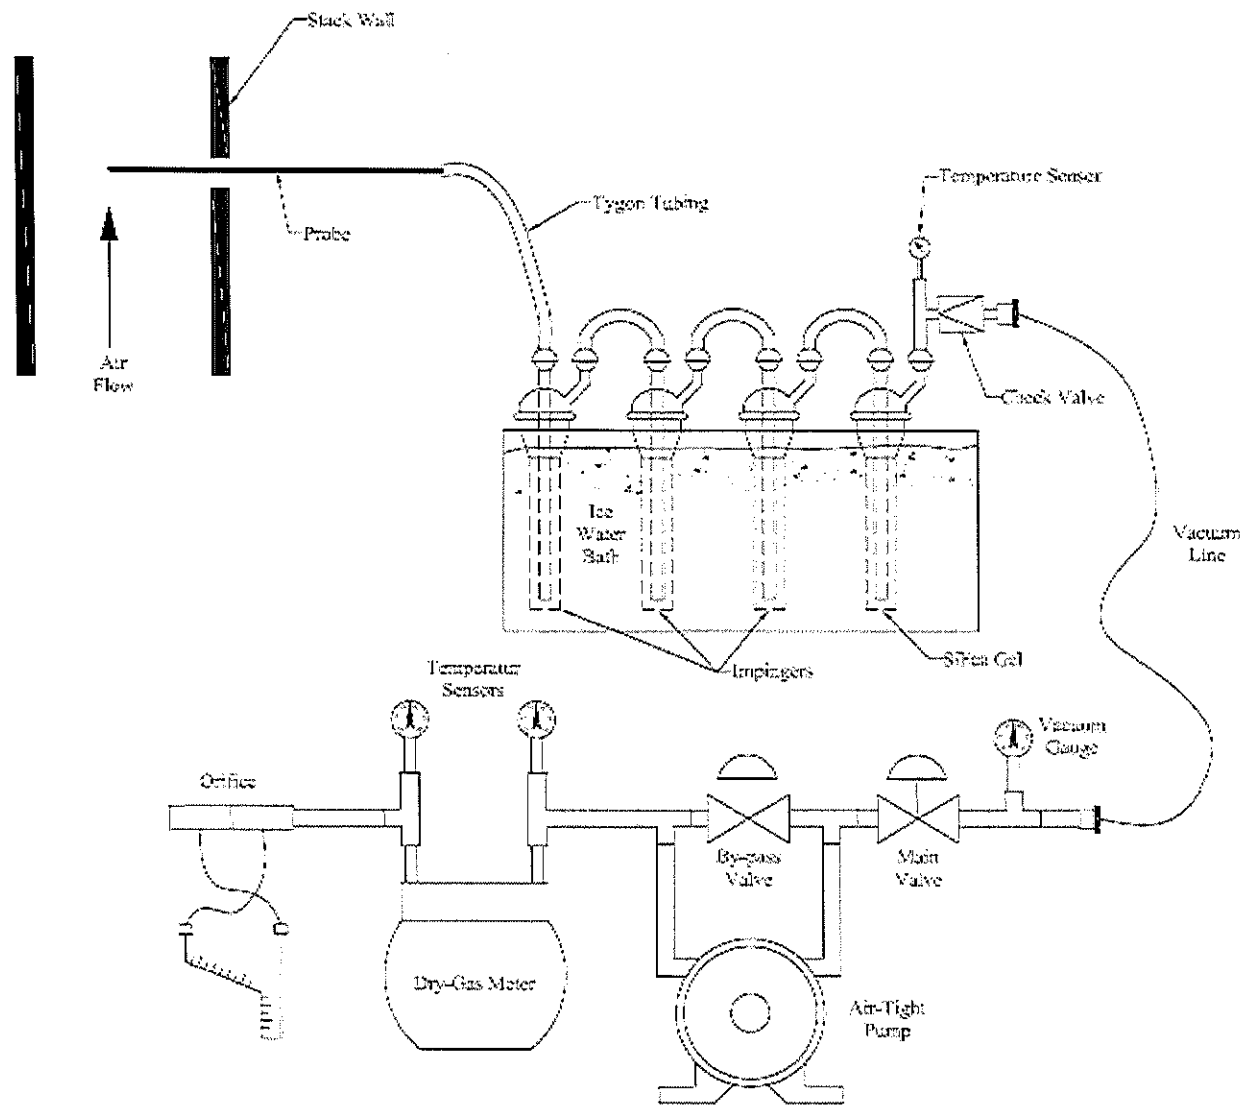 Stack Wall
Temperature Sensor
Tygon Tubing
Probe
Air
Flow
Check Valve
Ice
Water
Bath
Vacuum
Line
Impingers
Silica Gel
Temperatur
Sensors
Vacuum
Gauge
Orifice
By-pass
Valve
Main
Valve
Dry-Gas Meter
Air-Tight
Pump